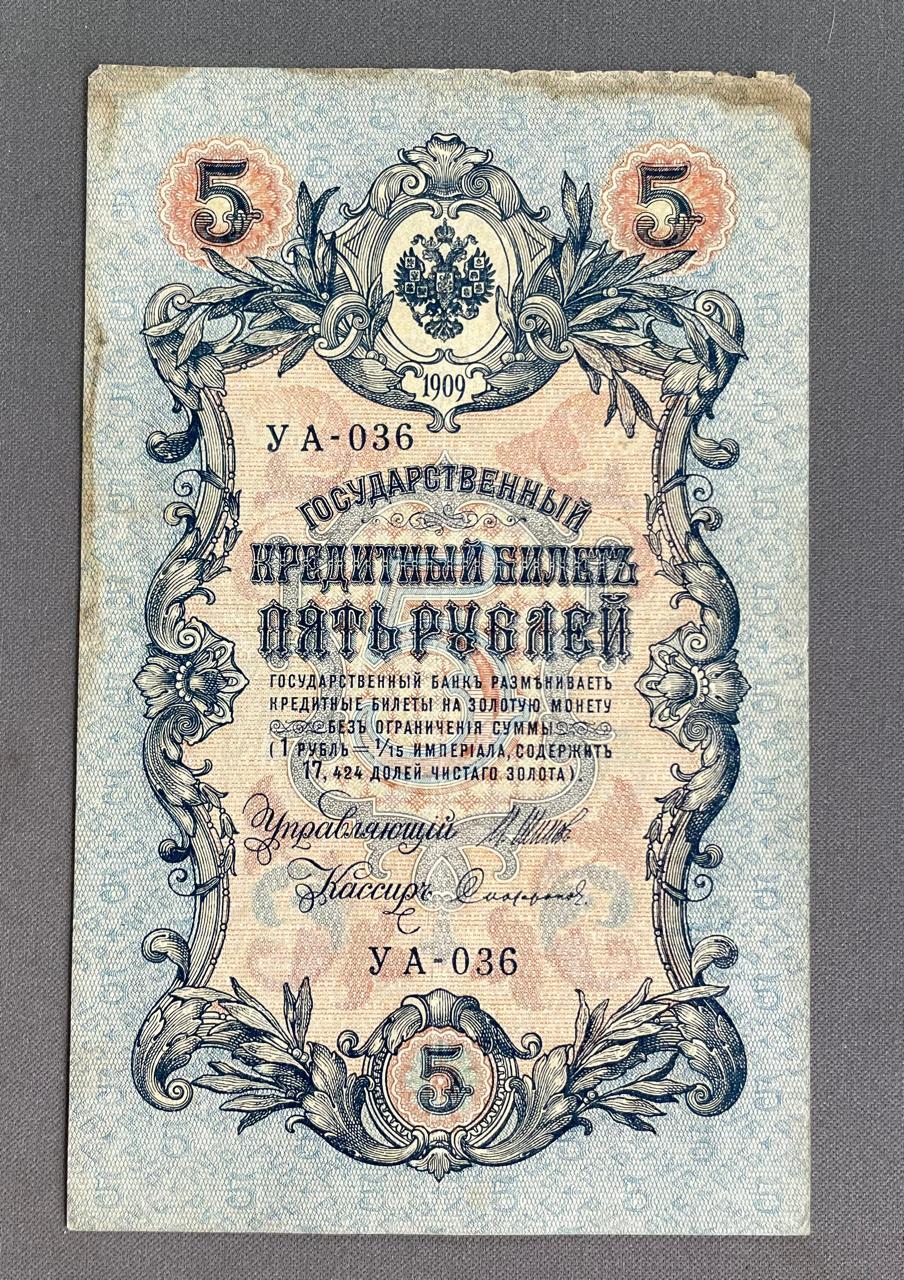 5 5
1909
УА-036
ГОСУДАРСТВЕННЫЙ
КРЕДИТНЫЙ БИЛЕТЪ
ПЯТЬ РУБЛЕЙ
5
ГОСУДАРСТВЕННЫЙ БАНКЪ РАЗМѢНИВАЕТЪ
КРЕДИТНЫЕ БИЛЕТЫ НА ЗОЛОТУЮ МОНЕТУ
БЕЗЪ ОГРАНИЧЕНІЯ СУММЫ
(1 РУБЛЬ = 1/15 ИМПЕРІАЛА, СОДЕРЖИТЪ
17,424 ДОЛЕЙ ЧИСТАГО ЗОЛОТА).
Управляющій
Кассиръ
УА-036
5